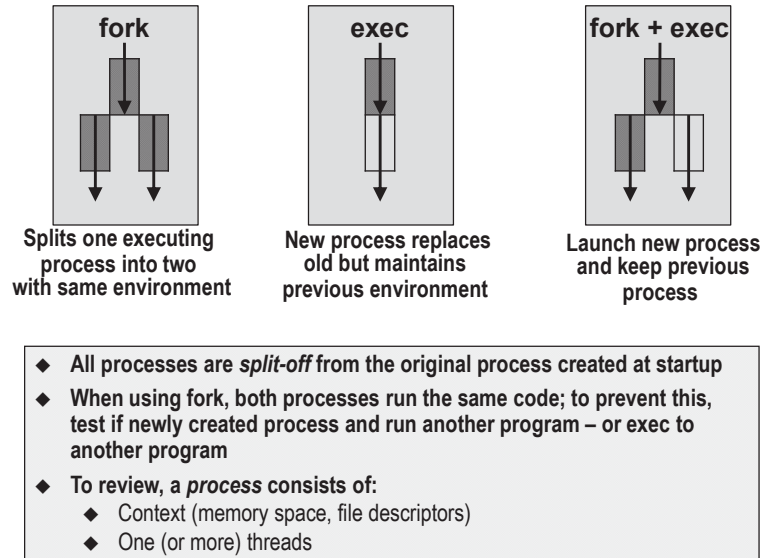 fork
Splits one executing
process into two
with same environment
exec
New process replaces
old but maintains
previous environment
fork + exec
Launch new process
and keep previous
process
◆ All processes are split-off from the original process created at startup
◆ When using fork, both processes run the same code; to prevent this,
test if newly created process and run another program – or exec to
another program
◆ To review, a process consists of:
◆ Context (memory space, file descriptors)
◆ One (or more) threads